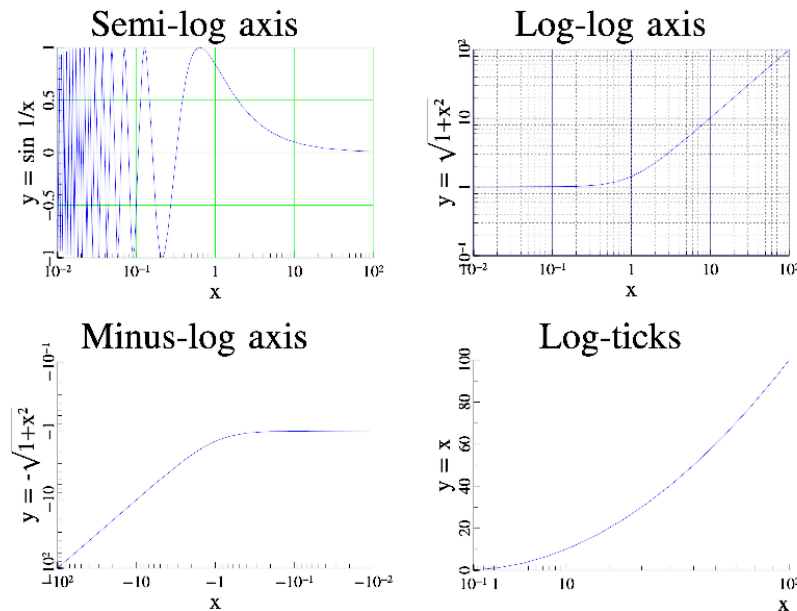 Semi-log axis
y = sin 1/x
1
0.5
0
-0.5
-1
10⁻² 10⁻¹ 1 10 10²
x
Log-log axis
y = √1+x²
10²
10
1
10⁻¹
10⁻² 10⁻¹ 1 10 10²
x
Minus-log axis
y = -√1+x²
-10⁻¹
-1
-10
-10²
-10² -10 -1 -10⁻¹ -10⁻²
x
Log-ticks
y = x
100
80
60
40
20
0
10⁻¹ 1 10 10²
x